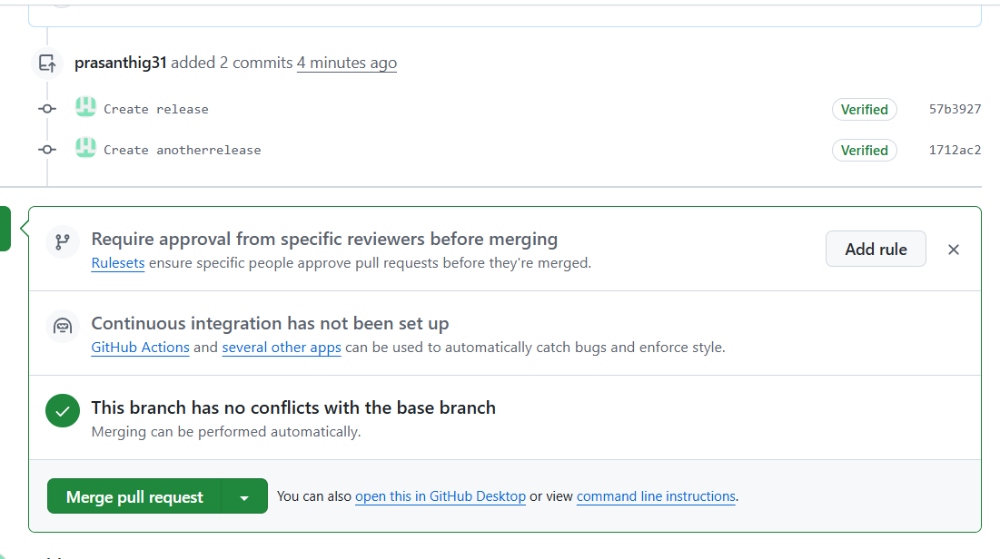 prasanthig31 added 2 commits 4 minutes ago
Create release Verified 57b3927
Create anotherrelease Verified 1712ac2
Require approval from specific reviewers before merging
Rulesets ensure specific people approve pull requests before they're merged.
Add rule
Continuous integration has not been set up
GitHub Actions and several other apps can be used to automatically catch bugs and enforce style.
This branch has no conflicts with the base branch
Merging can be performed automatically.
Merge pull request You can also open this in GitHub Desktop or view command line instructions.